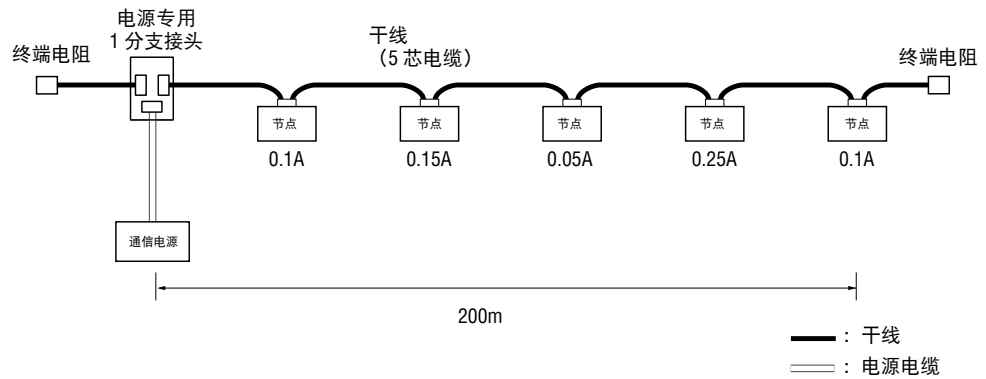 电源专用
1 分支接头
终端电阻
干线
（5 芯电缆）
终端电阻
节点
节点
节点
节点
节点
0.1A
0.15A
0.05A
0.25A
0.1A
通信电源
200m
：干线
：电源电缆